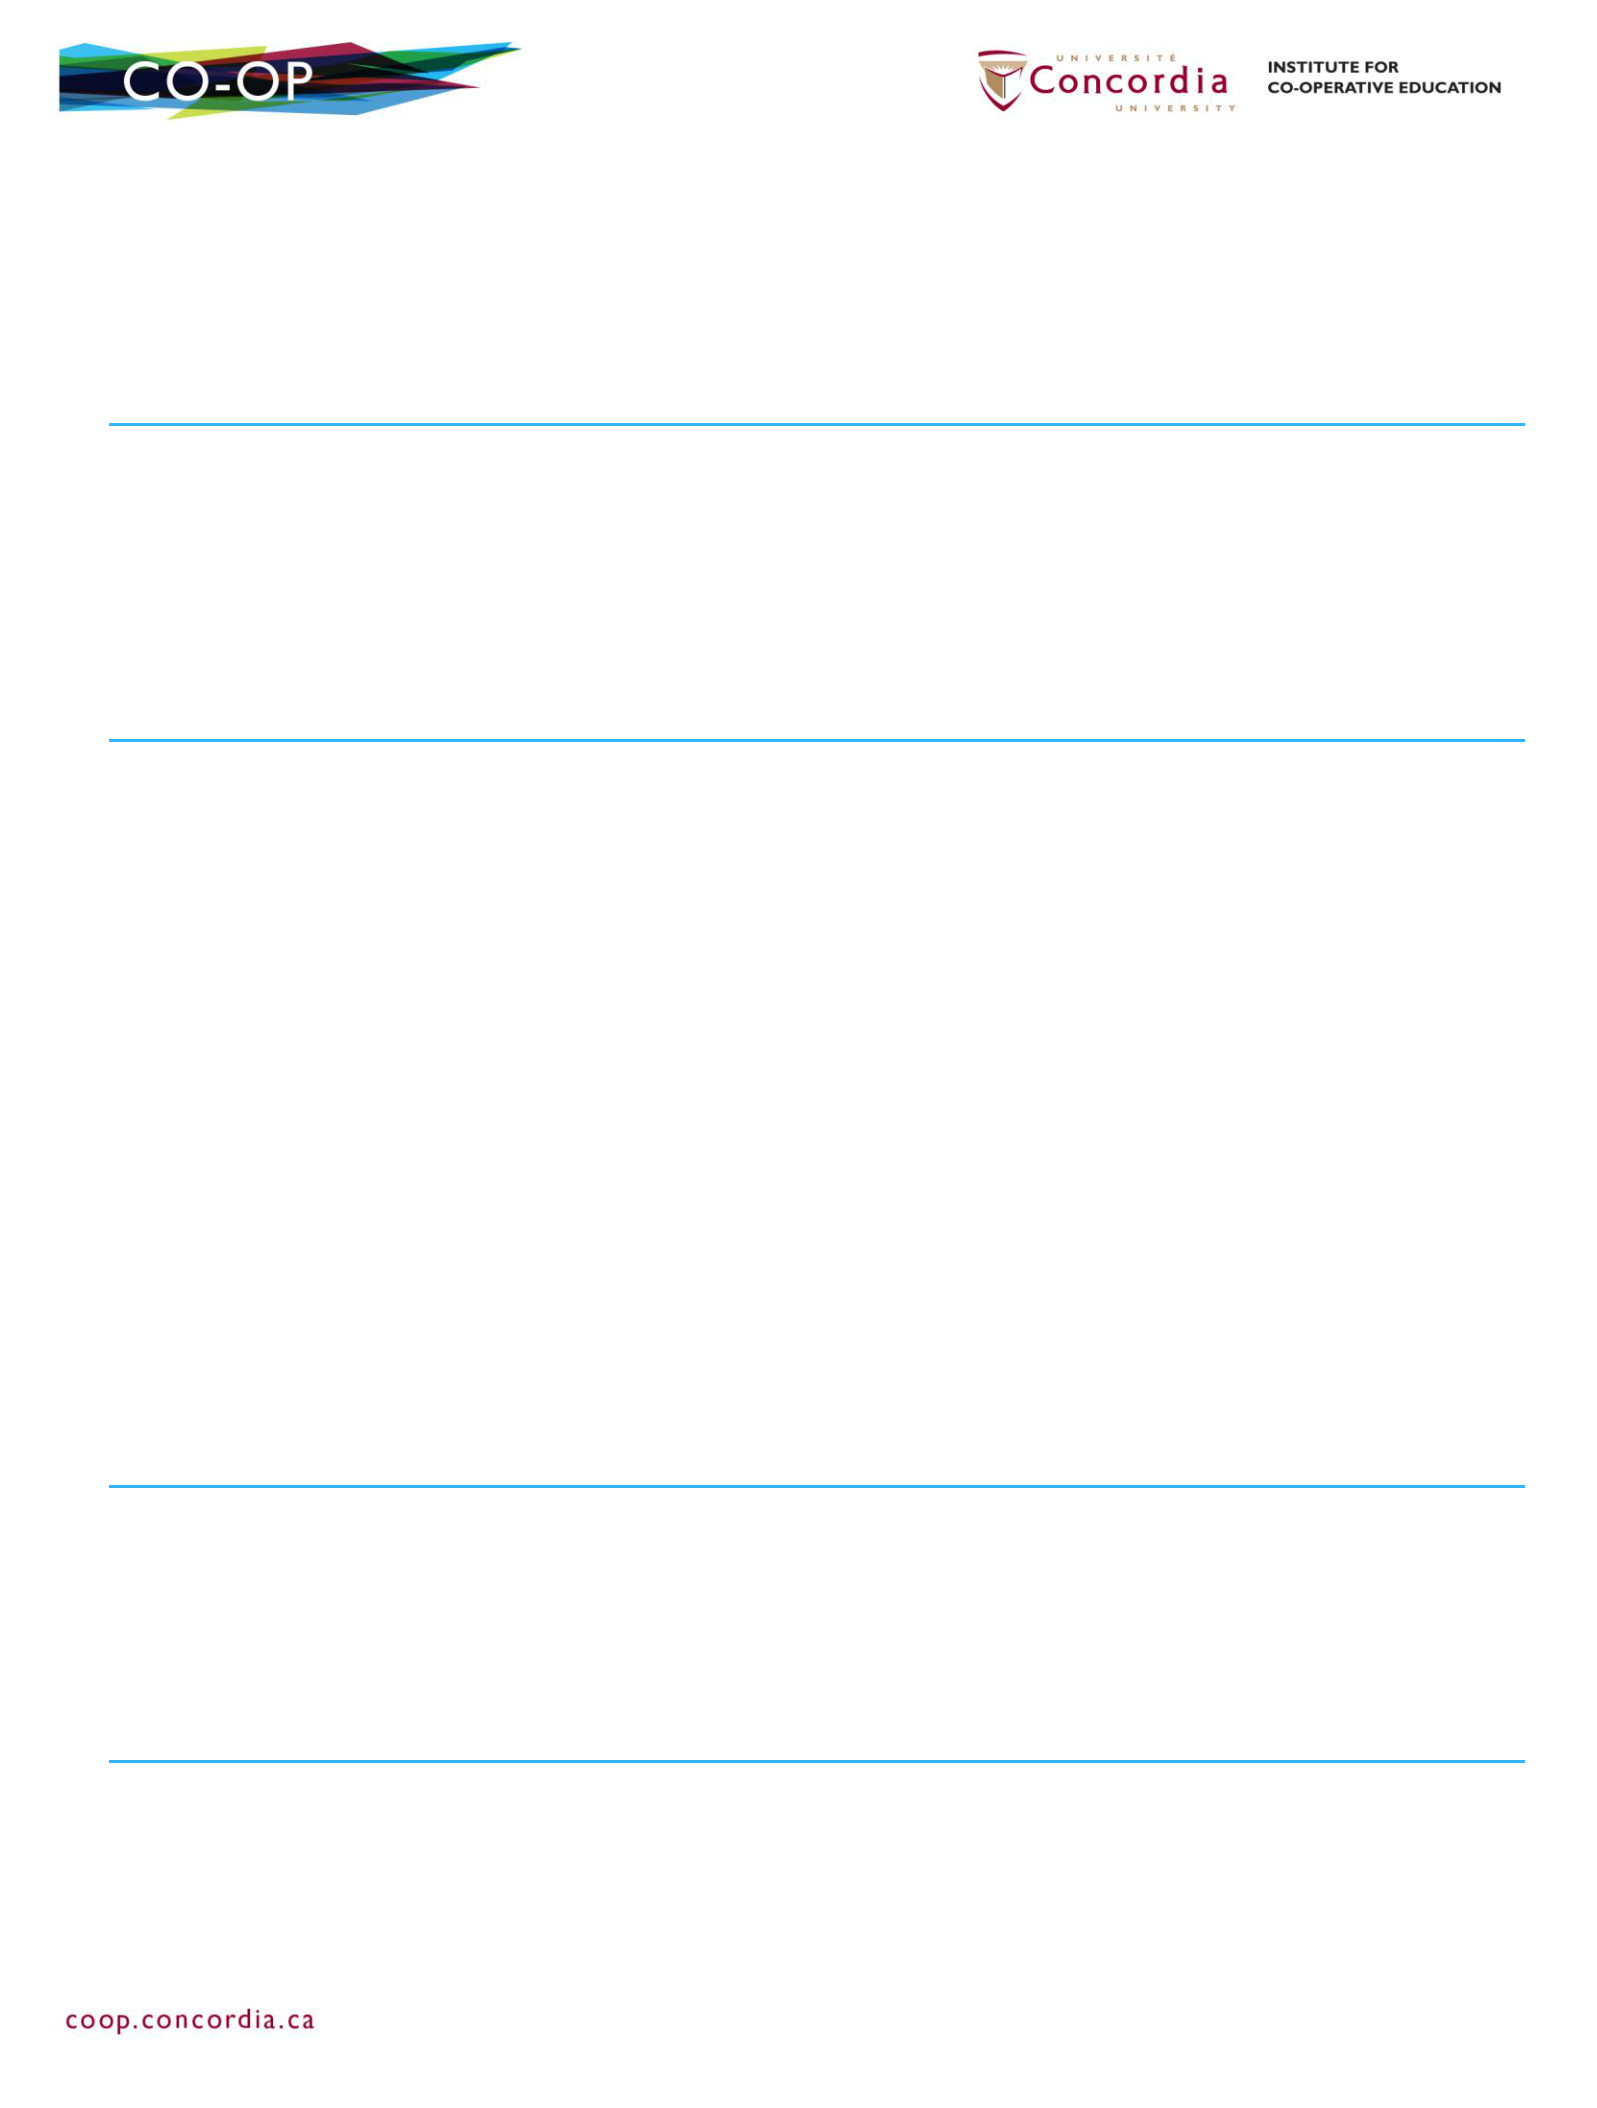 CO-OP
UNIVERSITÉ
Concordia
UNIVERSITY
INSTITUTE FOR
CO-OPERATIVE EDUCATION
coop.concordia.ca